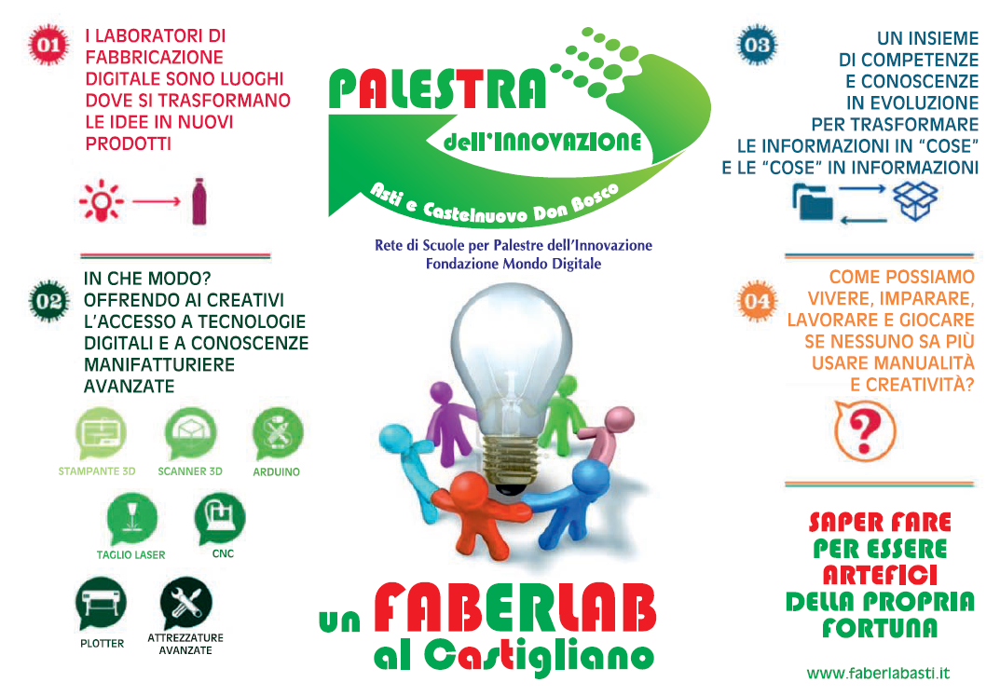 01
I LABORATORI DI
FABBRICAZIONE
DIGITALE SONO LUOGHI
DOVE SI TRASFORMANO
LE IDEE IN NUOVI
PRODOTTI
02
IN CHE MODO?
OFFRENDO AI CREATIVI
L'ACCESSO A TECNOLOGIE
DIGITALI E A CONOSCENZE
MANIFATTURIERE
AVANZATE
STAMPANTE 3D
SCANNER 3D
ARDUINO
TAGLIO LASER
CNC
PLOTTER
ATTREZZATURE
AVANZATE
PALESTRA
dell'INNOVAZIONE
Asti e Castelnuovo Don Bosco
Rete di Scuole per Palestre dell'Innovazione
Fondazione Mondo Digitale
un FABERLAB
al Castigliano
03
UN INSIEME
DI COMPETENZE
E CONOSCENZE
IN EVOLUZIONE
PER TRASFORMARE
LE INFORMAZIONI IN "COSE"
E LE "COSE" IN INFORMAZIONI
04
COME POSSIAMO
VIVERE, IMPARARE,
LAVORARE E GIOCARE
SE NESSUNO SA PIÙ
USARE MANUALITÀ
E CREATIVITÀ?
?
SAPER FARE
PER ESSERE
ARTEFICI
DELLA PROPRIA
FORTUNA
www.faberlabasti.it